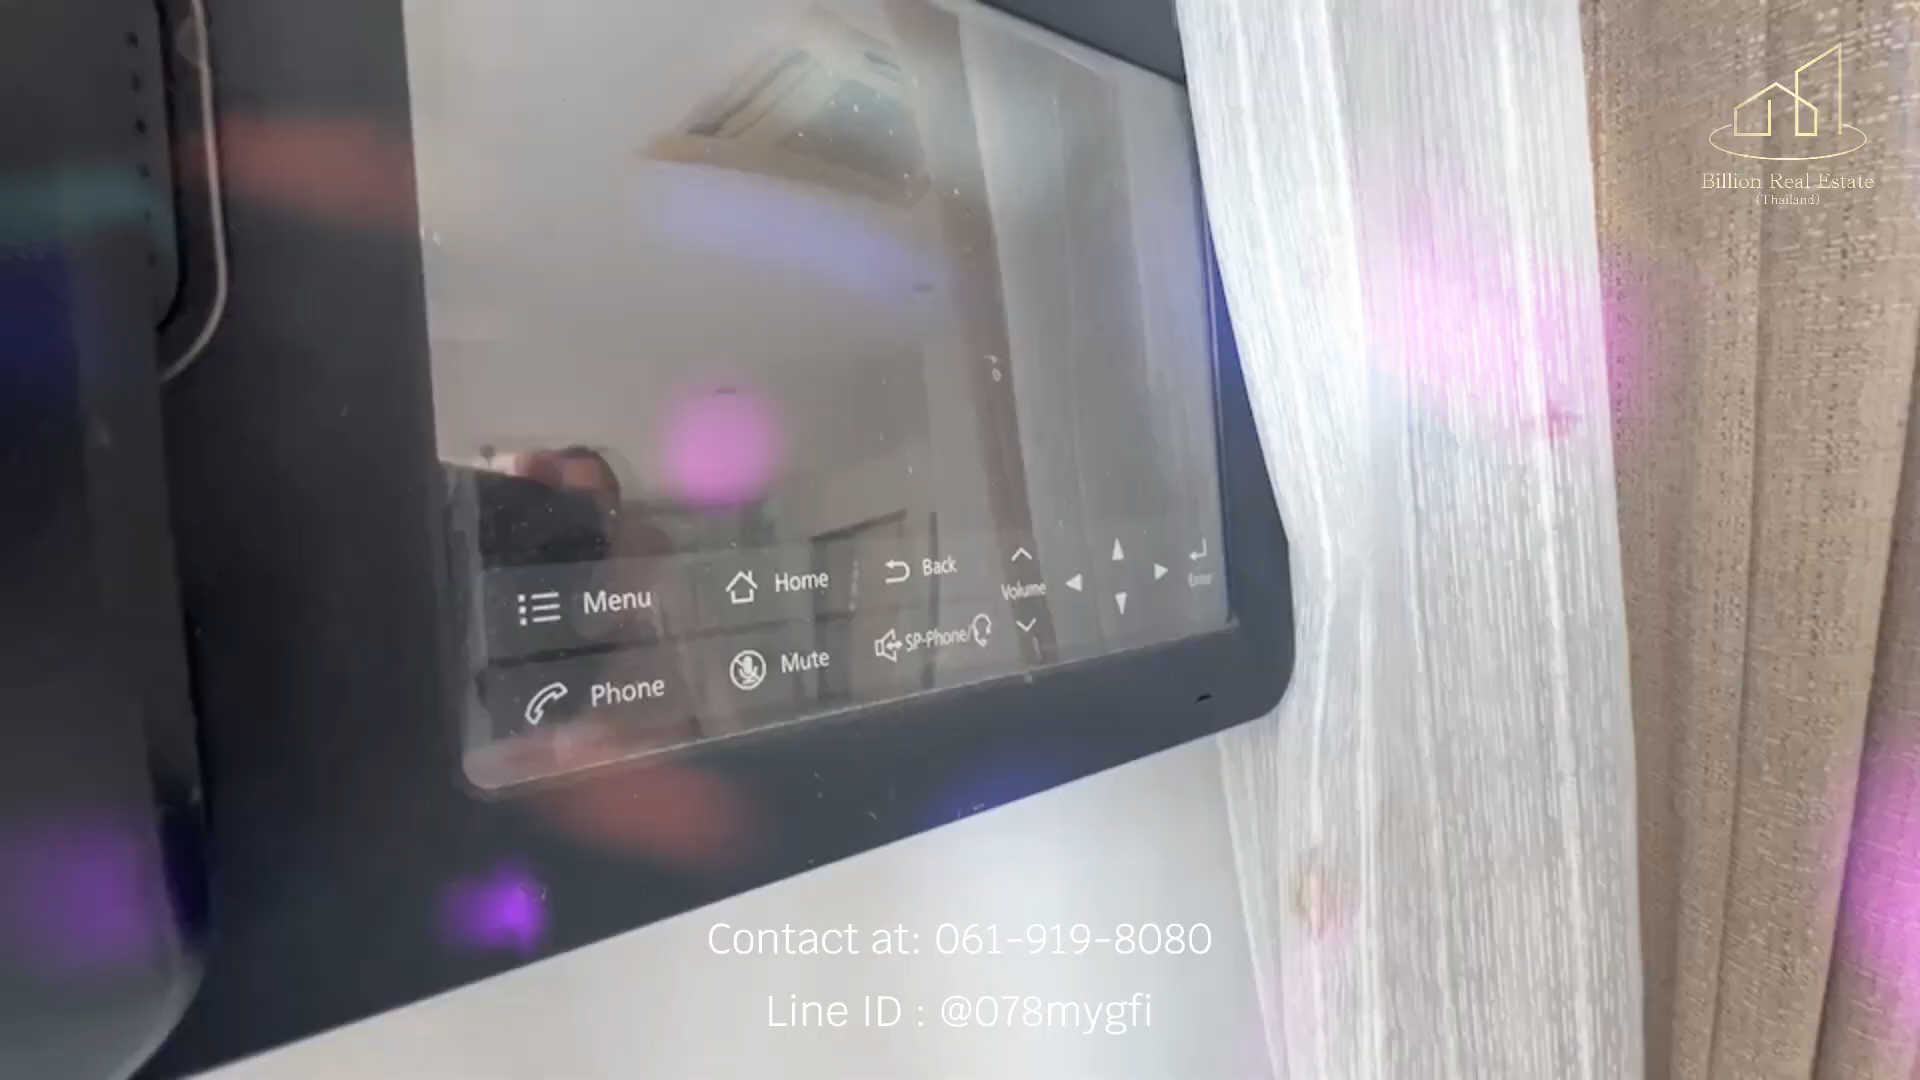 Billion Real Estate
(Thailand)
Menu
Home
Back
Volume
Enter
Phone
Mute
SP-Phone/
Contact at: 061-919-8080
Line ID : @078mygfi